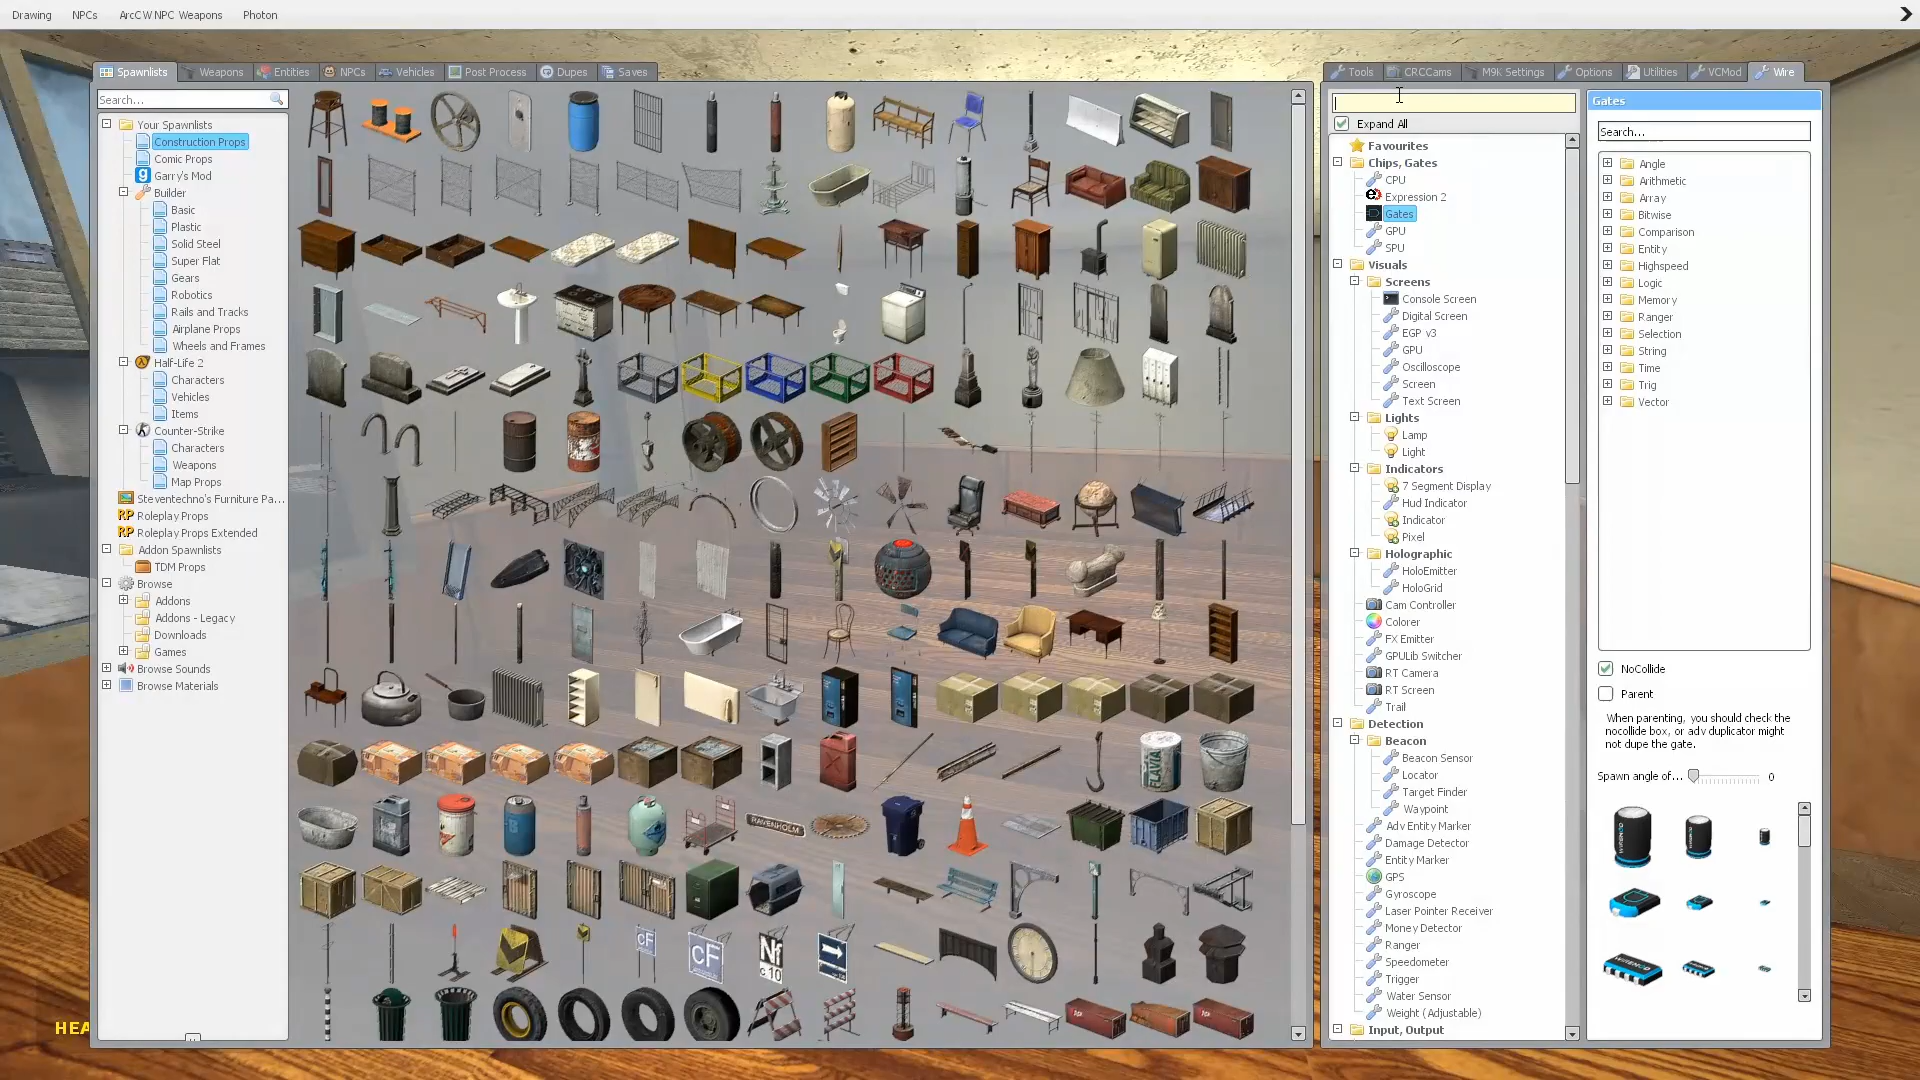 Drawing NPCs ArcCW NPC Weapons Photon
Spawnlists Weapons Entities NPCs Vehicles Post Process Dupes Saves
Search...
Your Spawnlists
Construction Props
Comic Props
Garry's Mod
Builder
Basic
Plastic
Solid Steel
Super Flat
Gears
Robotics
Rails and Tracks
Airplane Props
Wheels and Frames
Half-Life 2
Characters
Vehicles
Items
Counter-Strike
Characters
Weapons
Map Props
Steventechno's Furniture Pa...
RP Roleplay Props
RP Roleplay Props Extended
Addon Spawnlists
TDM Props
Browse
Addons
Addons - Legacy
Downloads
Games
Browse Sounds
Browse Materials
HEA
RAVENHOLM
cF
cF
Nf
c 10
Tools CRCCams M9K Settings Options Utilities VCMod Wire
Expand All
Favourites
Chips, Gates
CPU
Expression 2
Gates
GPU
SPU
Visuals
Screens
Console Screen
Digital Screen
EGP v3
GPU
Oscilloscope
Screen
Text Screen
Lights
Lamp
Light
Indicators
7 Segment Display
Hud Indicator
Indicator
Pixel
Holographic
HoloEmitter
HoloGrid
Cam Controller
Colorer
FX Emitter
GPULib Switcher
RT Camera
RT Screen
Trail
Detection
Beacon
Beacon Sensor
Locator
Target Finder
Waypoint
Adv Entity Marker
Damage Detector
Entity Marker
GPS
Gyroscope
Laser Pointer Receiver
Money Detector
Ranger
Speedometer
Trigger
Water Sensor
Weight (Adjustable)
Input, Output
Gates
Search...
Angle
Arithmetic
Array
Bitwise
Comparison
Entity
Highspeed
Logic
Memory
Ranger
Selection
String
Time
Trig
Vector
NoCollide
Parent
When parenting, you should check the
nocollide box, or adv duplicator might
not dupe the gate.
Spawn angle of... 0